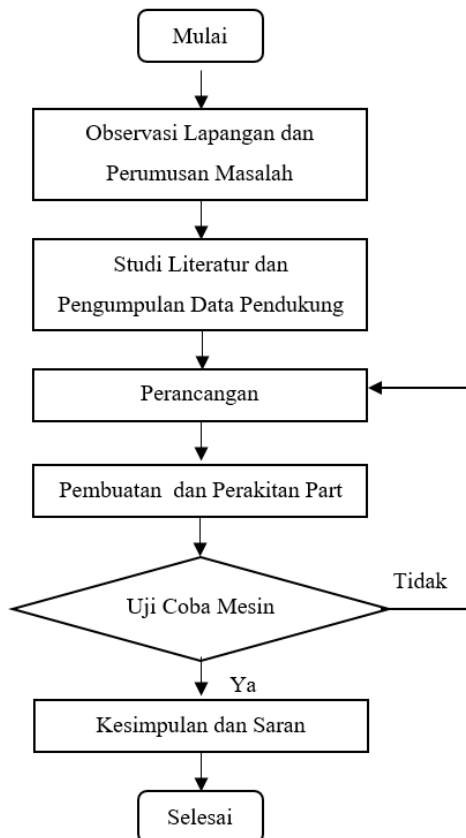 Mulai
Observasi Lapangan dan
Perumusan Masalah
Studi Literatur dan
Pengumpulan Data Pendukung
Perancangan
Pembuatan dan Perakitan Part
Uji Coba Mesin
Tidak
Ya
Kesimpulan dan Saran
Selesai